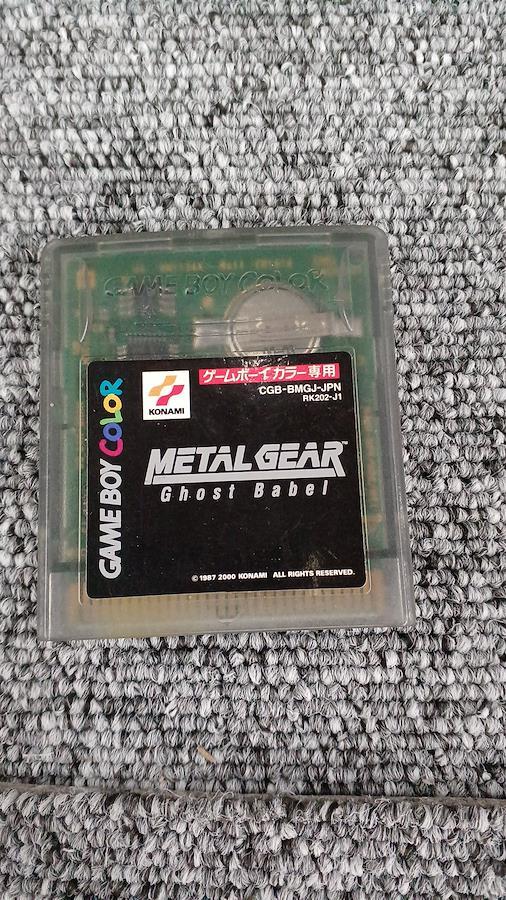 GAME BOY COLOR
KONAMI
ゲームボーイカラー専用
CGB-BMGJ-JPN
RK202-J1
GAME BOY COLOR
METAL GEAR™
Ghost Babel
© 1987 2000 KONAMI ALL RIGHTS RESERVED.